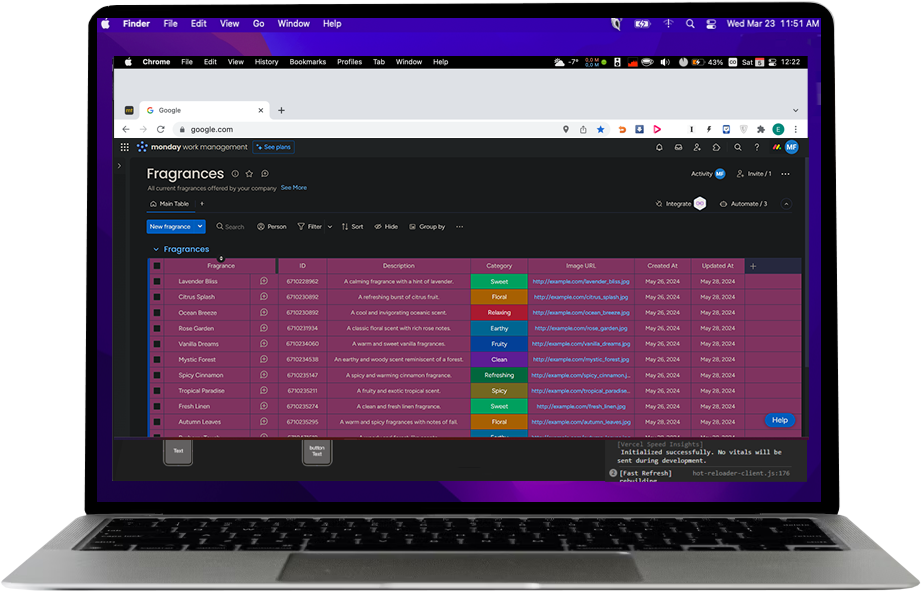 Finder File Edit View Go Window Help Wed Mar 23 11:51 AM
Chrome File Edit View History Bookmarks Profiles Tab Window Help -7° 0.0 M 0.0 M 43% Sat 12:22
Google
google.com E
monday work management See plans MF
Fragrances Activity MF Invite / 1
All current fragrances offered by your company See More
Main Table + Integrate Automate / 3
New fragrance Search Person Filter Sort Hide Group by
Fragrances
Fragrance ID Description Category Image URL Created At Updated At
Lavender Bliss 6710228962 A calming fragrance with a hint of lavender. Sweet http://example.com/lavender_bliss.jpg May 26, 2024 May 28, 2024
Citrus Splash 6710230892 A refreshing burst of citrus fruit. Floral http://example.com/citrus_splash.jpg May 26, 2024 May 28, 2024
Ocean Breeze 6710230892 A cool and invigorating oceanic scent. Relaxing http://example.com/ocean_breeze.jpg May 26, 2024 May 28, 2024
Rose Garden 6710231934 A classic floral scent with rich rose notes. Earthy http://example.com/rose_garden.jpg May 26, 2024 May 28, 2024
Vanilla Dreams 6710234060 A warm and sweet vanilla fragrances. Fruity http://example.com/vanilla_dreams.jpg May 26, 2024 May 28, 2024
Mystic Forest 6710234538 An earthy and woody scent reminiscent of a forest. Clean http://example.com/mystic_forest.jpg May 26, 2024 May 28, 2024
Spicy Cinnamon 6710235147 A spicy and warming cinnamon fragrance. Refreshing http://example.com/spicy_cinnamon.j... May 26, 2024 May 28, 2024
Tropical Paradise 6710235211 A fruity and exotic tropical scent. Spicy http://example.com/tropical_paradise... May 26, 2024 May 28, 2024
Fresh Linen 6710235274 A clean and fresh linen fragrance. Sweet http://example.com/fresh_linen.jpg May 26, 2024 May 28, 2024
Autumn Leaves 6710235295 A warm and spicy fragrances with notes of fall. Floral http://example.com/autumn_leaves.jpg May 26, 2024 May 28, 2024
Help
Text
button Text
[Vercel Speed Insights]
Initialized successfully. No vitals will be
sent during development.
2 [Fast Refresh] hot-reloader-client.js:176
rebuilding